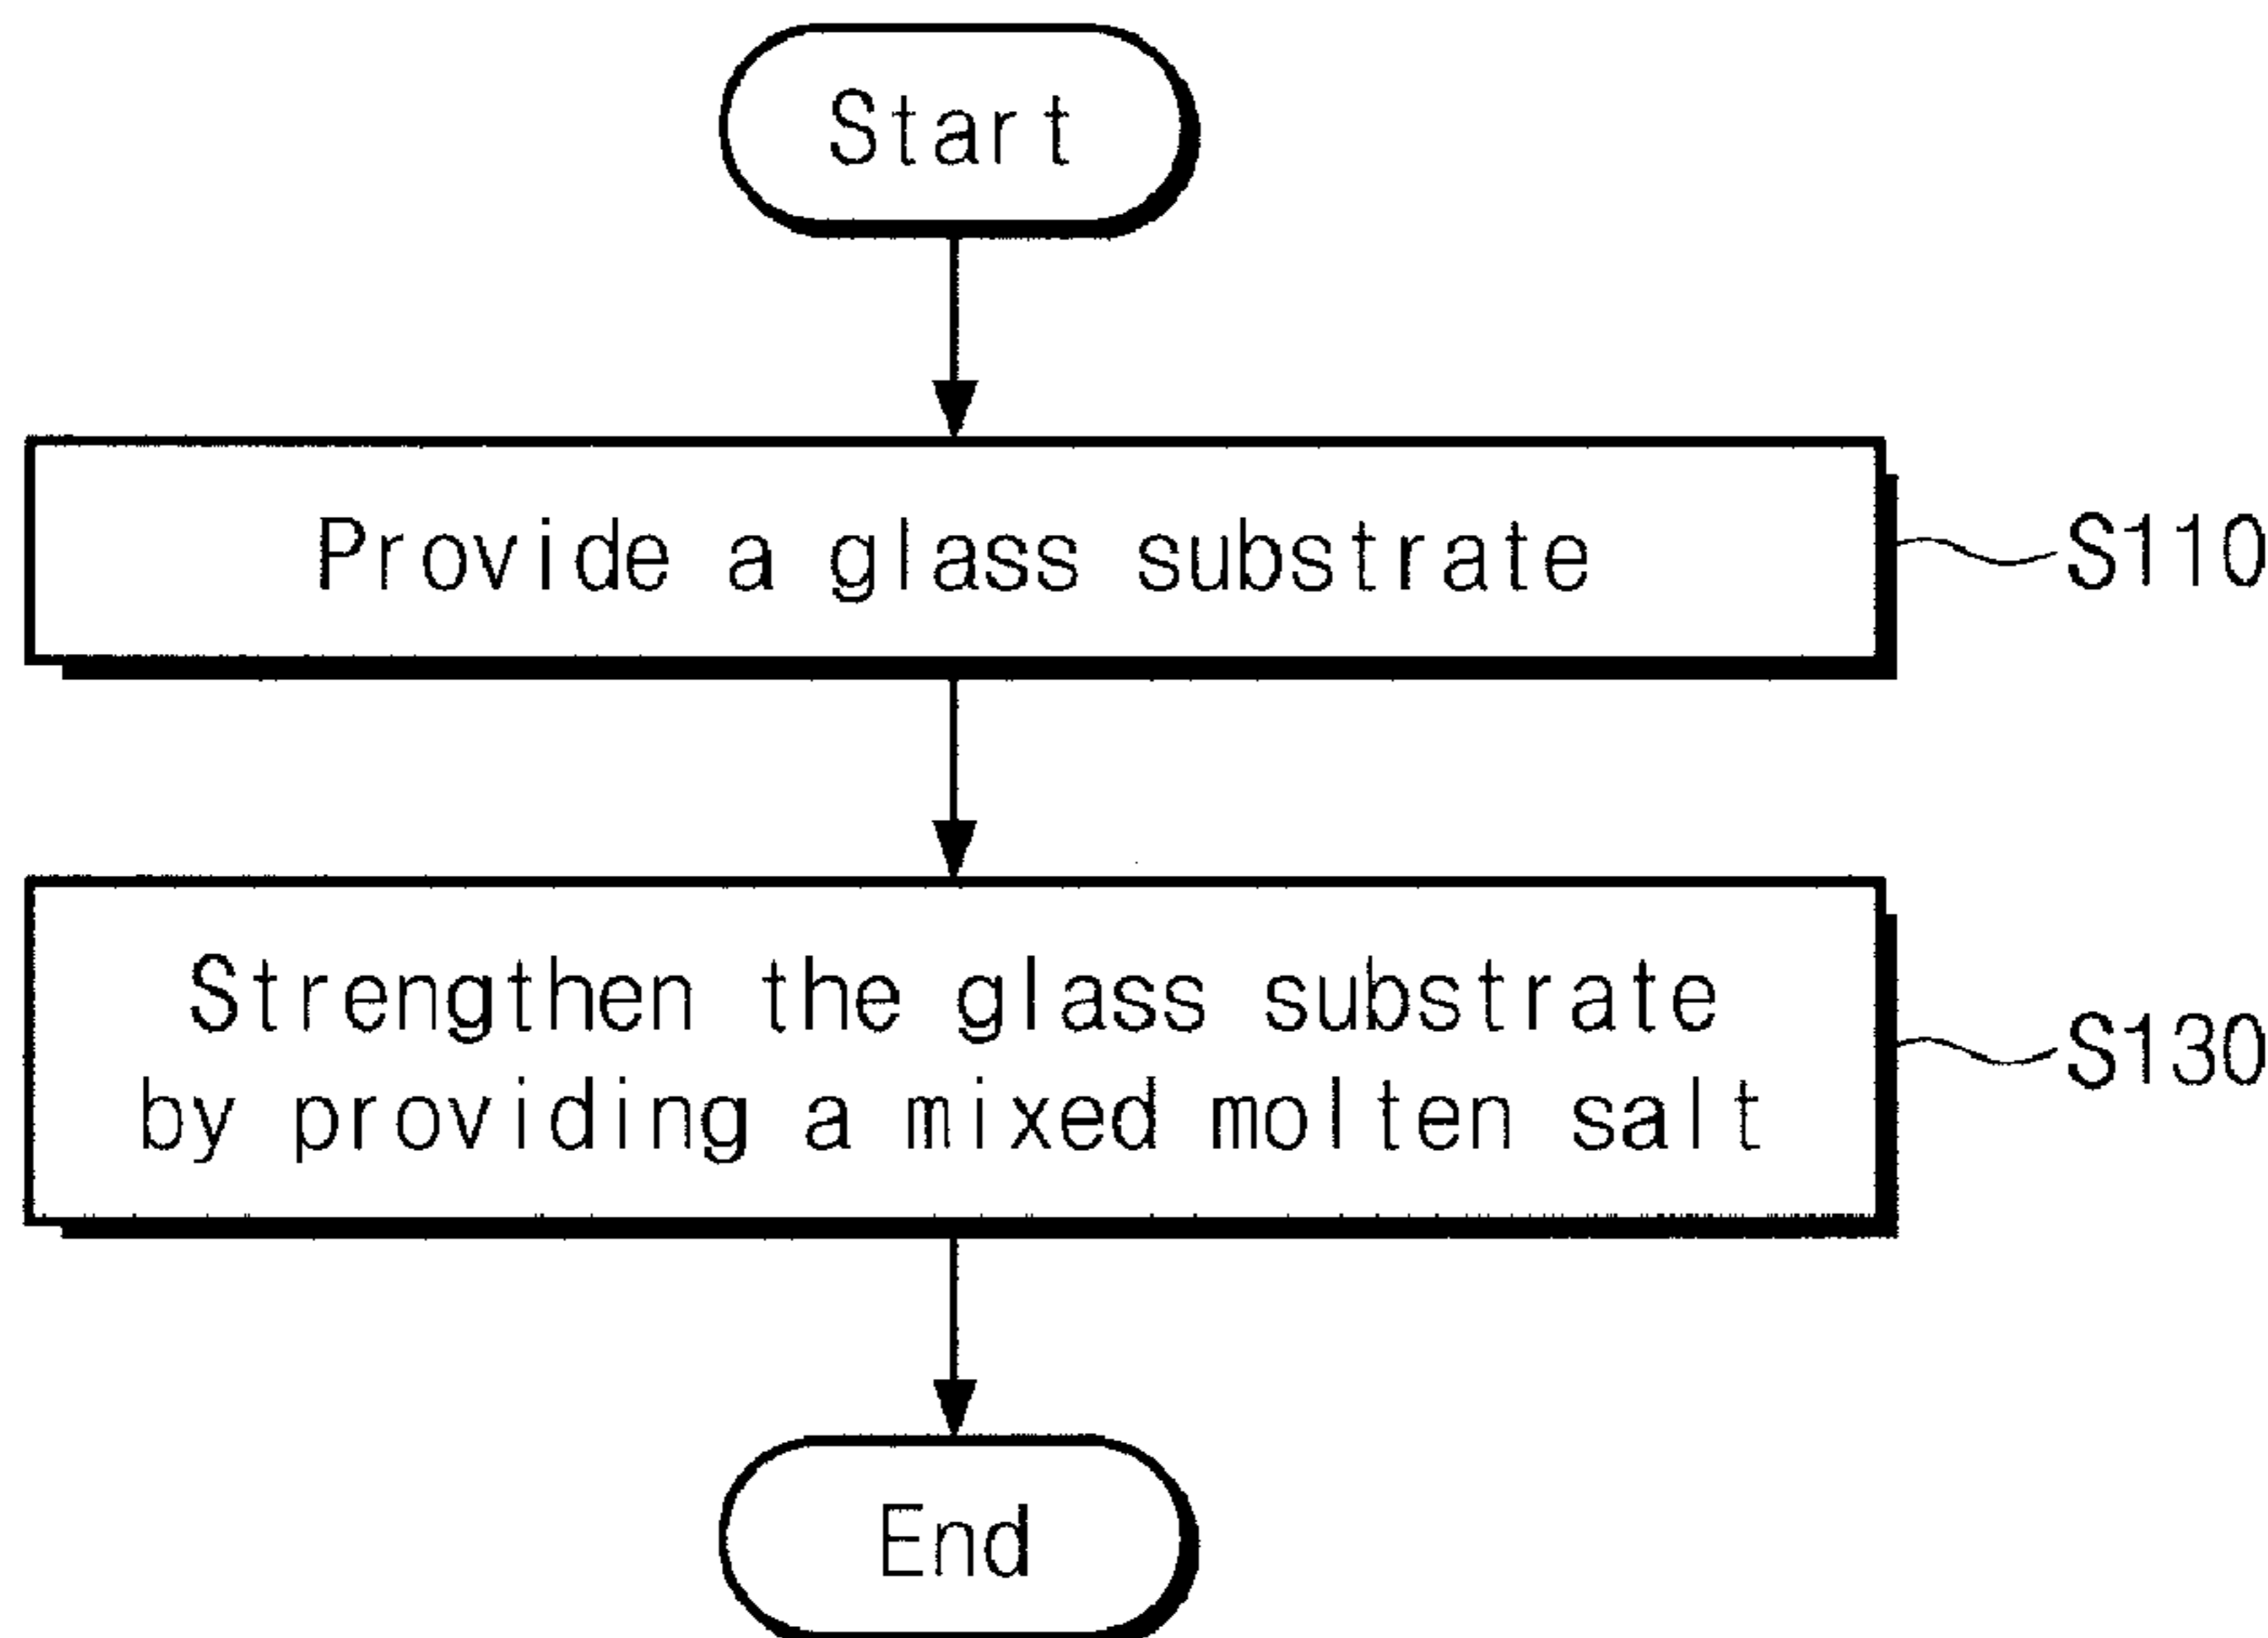 Start
Provide a glass substrate
S110
Strengthen the glass substrate
by providing a mixed molten salt
S130
End